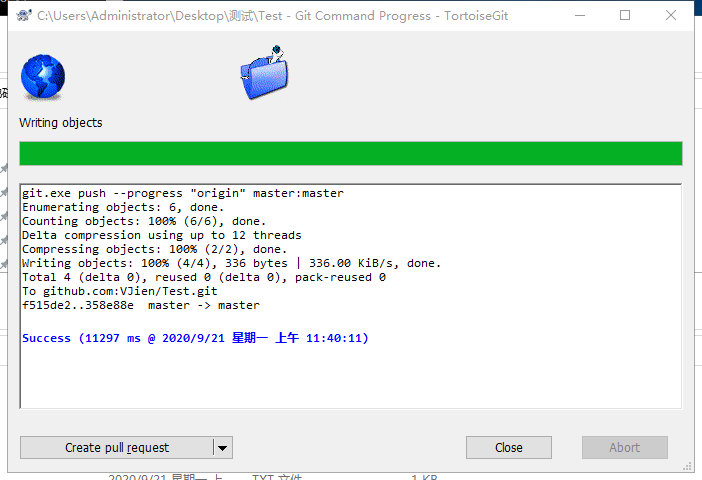 C:\Users\Administrator\Desktop\测试\Test - Git Command Progress - TortoiseGit
Writing objects
git.exe push --progress "origin" master:master
Enumerating objects: 6, done.
Counting objects: 100% (6/6), done.
Delta compression using up to 12 threads
Compressing objects: 100% (2/2), done.
Writing objects: 100% (4/4), 336 bytes | 336.00 KiB/s, done.
Total 4 (delta 0), reused 0 (delta 0), pack-reused 0
To github.com:VJien/Test.git
f515de2..358e88e  master -> master
Success (11297 ms @ 2020/9/21 星期一 上午 11:40:11)
Create pull request
Close
Abort
2020/9/21 星期一 上
TXT 文件
1 KB